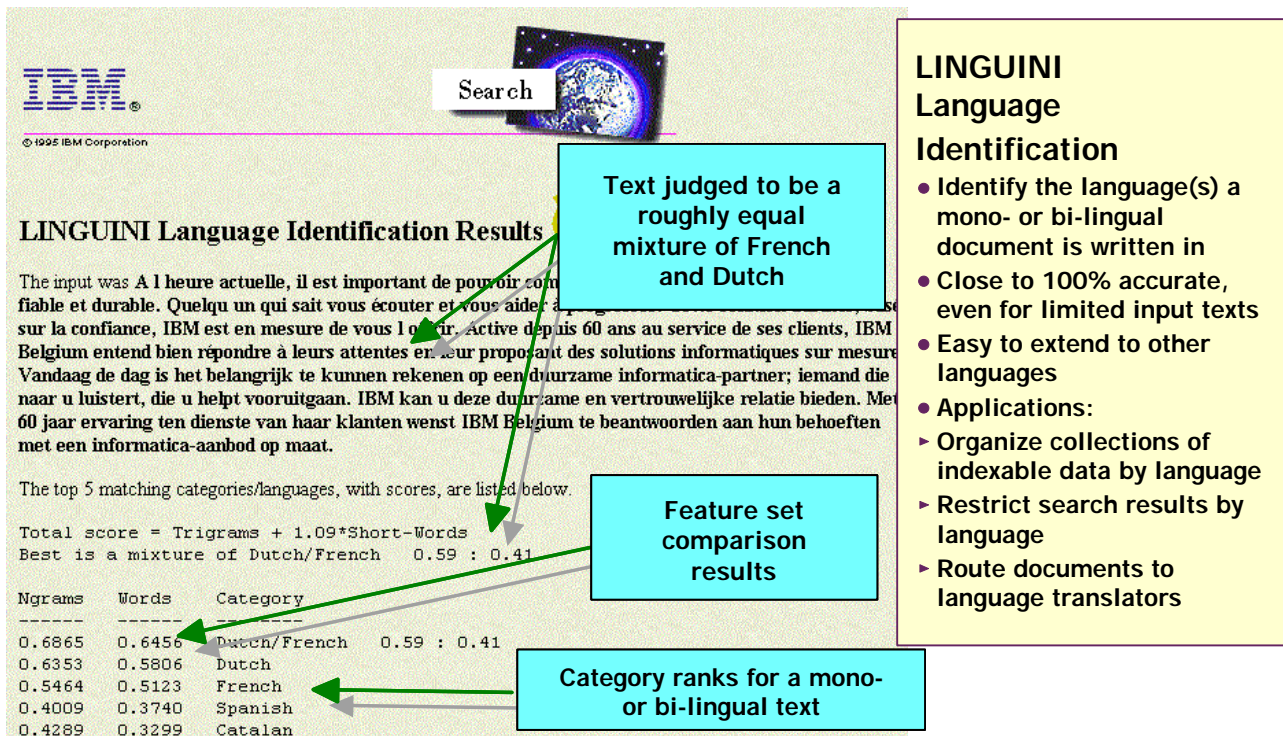 IBM®
Search
© 1995 IBM Corporation
LINGUINI Language Identification Results
The input was A l heure actuelle, il est important de pouvoir com
fiable et durable. Quelqu un qui sait vous écouter et vous aider à
sur la confiance, IBM est en mesure de vous l offrir. Active depuis 60 ans au service de ses clients, IBM
Belgium entend bien répondre à leurs attentes en leur proposant des solutions informatiques sur mesure
Vandaag de dag is het belangrijk te kunnen rekenen op een duurzame informatica-partner; iemand die
naar u luistert, die u helpt vooruitgaan. IBM kan u deze duurzame en vertrouwelijke relatie bieden. Met
60 jaar ervaring ten dienste van haar klanten wenst IBM Belgium te beantwoorden aan hun behoeften
met een informatica-aanbod op maat.
The top 5 matching categories/languages, with scores, are listed below.
Total score = Trigrams + 1.09*Short-Words
Best is a mixture of Dutch/French 0.59 : 0.41
Ngrams Words Category
------ ------ --------
0.6865 0.6456 Dutch/French 0.59 : 0.41
0.6353 0.5806 Dutch
0.5464 0.5123 French
0.4009 0.3740 Spanish
0.4289 0.3299 Catalan
Text judged to be a
roughly equal
mixture of French
and Dutch
Feature set
comparison
results
Category ranks for a mono-
or bi-lingual text
LINGUINI
Language
Identification
• Identify the language(s) a
mono- or bi-lingual
document is written in
• Close to 100% accurate,
even for limited input texts
• Easy to extend to other
languages
• Applications:
► Organize collections of
indexable data by language
► Restrict search results by
language
► Route documents to
language translators